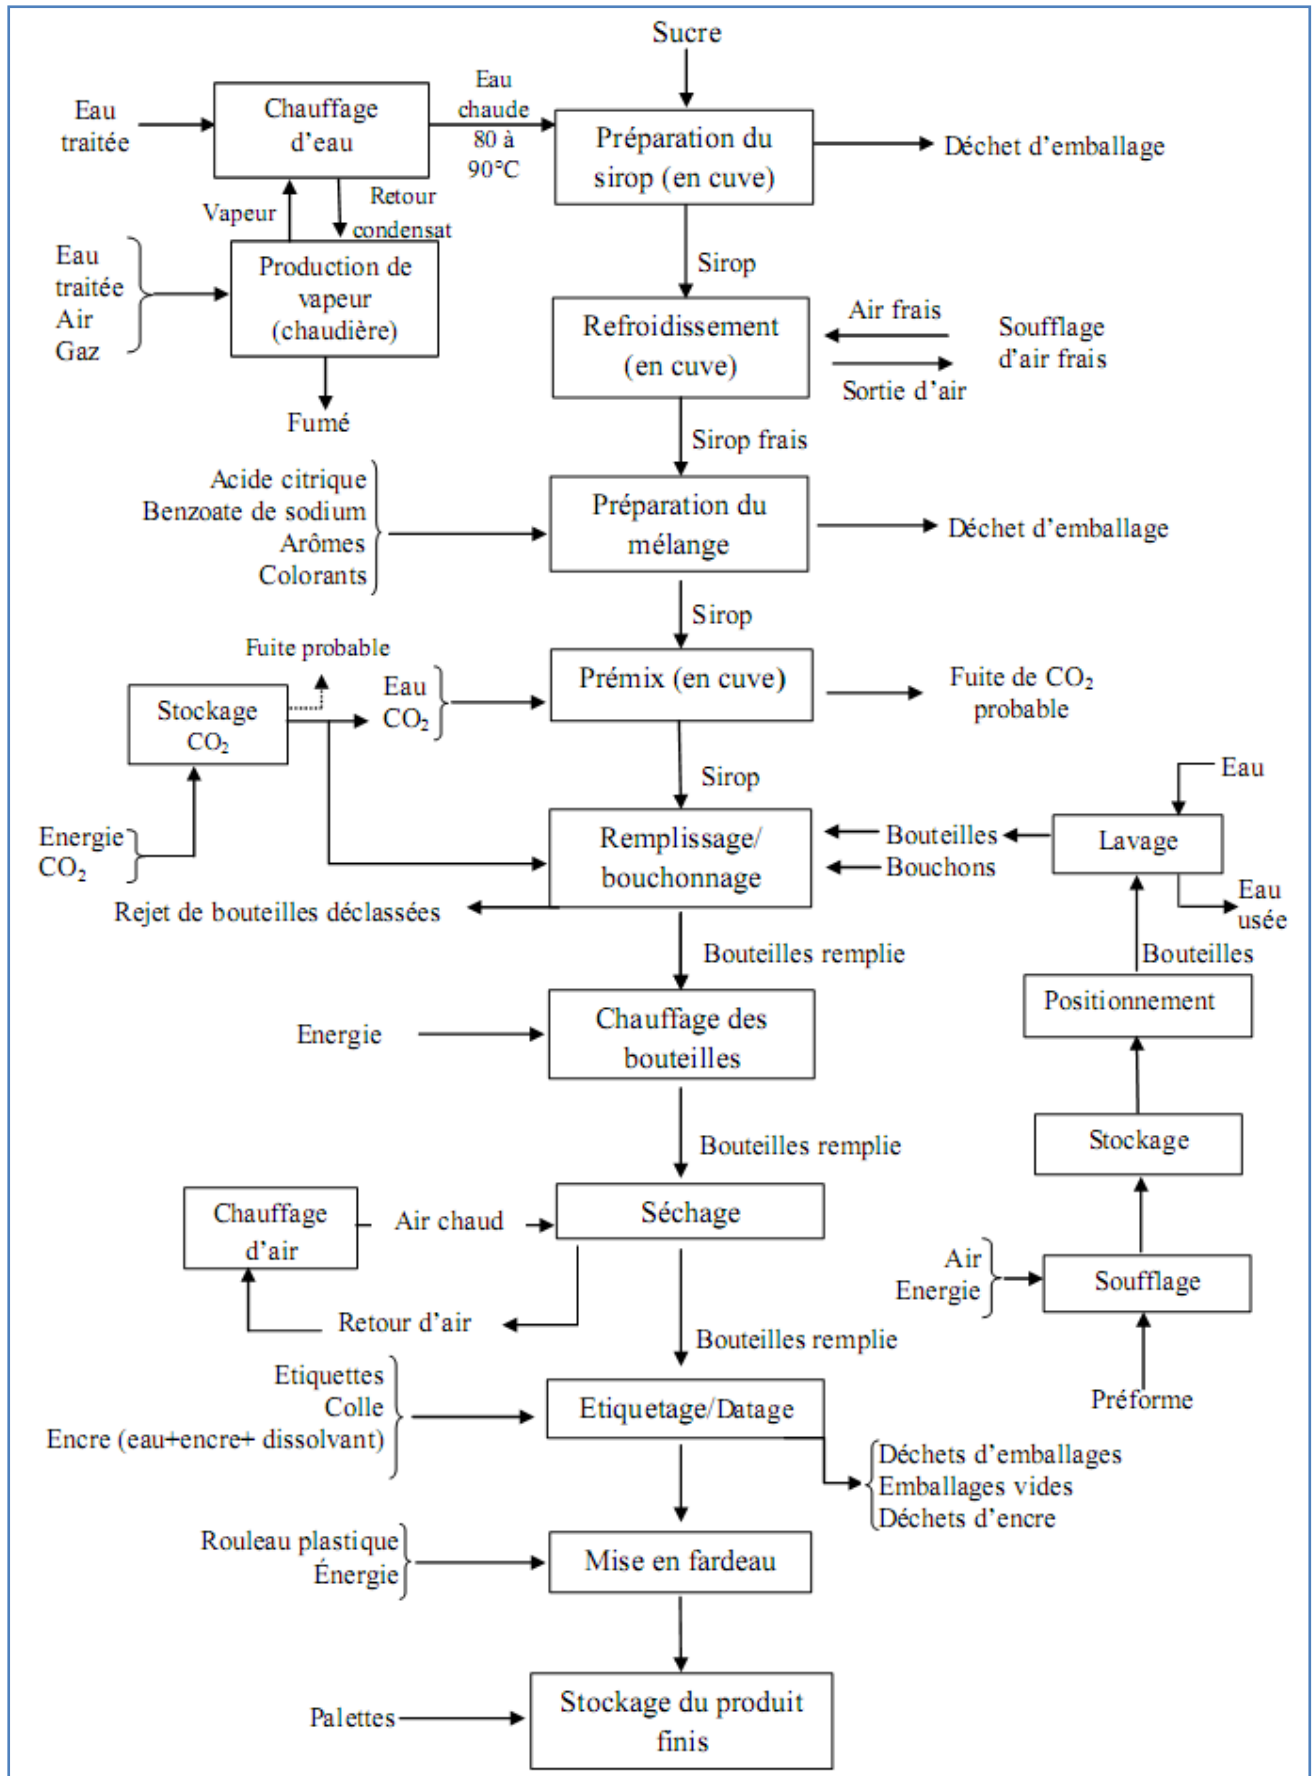 Sucre
Eau
traitée
Chauffage
d'eau
Eau
chaude
80 à
90°C
Préparation du
sirop (en cuve)
Déchet d'emballage
Vapeur
Retour
condensat
Eau
traitée
Air
Gaz
Production de
vapeur
(chaudière)
Fumé
Sirop
Refroidissement
(en cuve)
Air frais
Sortie d'air
Soufflage
d'air frais
Sirop frais
Acide citrique
Benzoate de sodium
Arômes
Colorants
Préparation du
mélange
Déchet d'emballage
Sirop
Fuite probable
Stockage
CO₂
Eau
CO₂
Prémix (en cuve)
Fuite de CO₂
probable
Sirop
Energie
CO₂
Remplissage/
bouchonnage
Bouteilles
Bouchons
Lavage
Eau
Eau
usée
Rejet de bouteilles déclassées
Bouteilles remplie
Bouteilles
Positionnement
Energie
Chauffage des
bouteilles
Stockage
Bouteilles remplie
Chauffage
d'air
Air chaud
Séchage
Air
Energie
Soufflage
Retour d'air
Bouteilles remplie
Préforme
Etiquettes
Colle
Encre (eau+encre+ dissolvant)
Etiquetage/Datage
Déchets d'emballages
Emballages vides
Déchets d'encre
Rouleau plastique
Énergie
Mise en fardeau
Palettes
Stockage du produit
finis